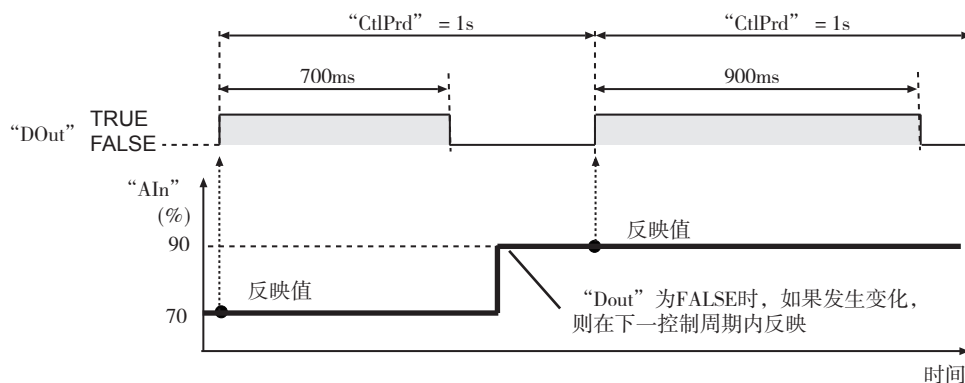 “CtlPrd” = 1s
“CtlPrd” = 1s
700ms
900ms
“DOut”
TRUE
FALSE
“AIn”
(%)
90
反映值
反映值
70
“Dout”为FALSE时，如果发生变化，
则在下一控制周期内反映
时间